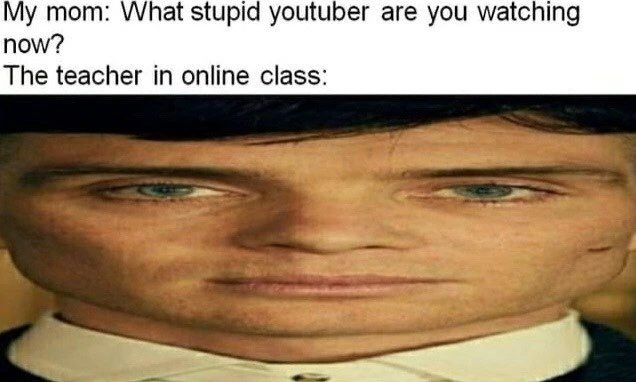 My mom: What stupid youtuber are you watching
now?
The teacher in online class: